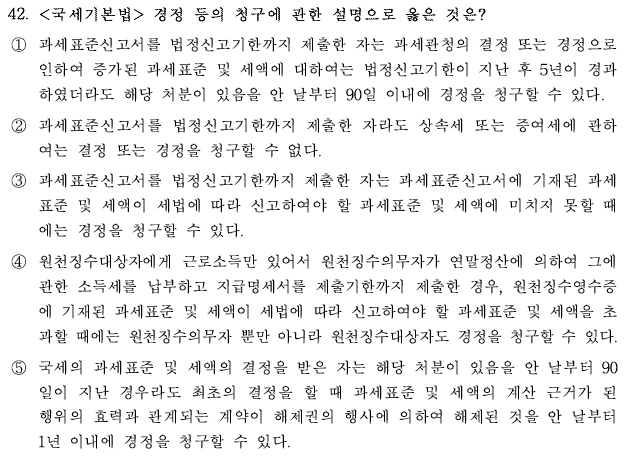 42. <국세기본법> 경정 등의 청구에 관한 설명으로 옳은 것은?
① 과세표준신고서를 법정신고기한까지 제출한 자는 과세관청의 결정 또는 경정으로
인하여 증가된 과세표준 및 세액에 대하여는 법정신고기한이 지난 후 5년이 경과
하였더라도 해당 처분이 있음을 안 날부터 90일 이내에 경정을 청구할 수 있다.
② 과세표준신고서를 법정신고기한까지 제출한 자라도 상속세 또는 증여세에 관하
여는 결정 또는 경정을 청구할 수 없다.
③ 과세표준신고서를 법정신고기한까지 제출한 자는 과세표준신고서에 기재된 과세
표준 및 세액이 세법에 따라 신고하여야 할 과세표준 및 세액에 미치지 못할 때
에는 경정을 청구할 수 있다.
④ 원천징수대상자에게 근로소득만 있어서 원천징수의무자가 연말정산에 의하여 그에
관한 소득세를 납부하고 지급명세서를 제출기한까지 제출한 경우, 원천징수영수증
에 기재된 과세표준 및 세액이 세법에 따라 신고하여야 할 과세표준 및 세액을 초
과할 때에는 원천징수의무자 뿐만 아니라 원천징수대상자도 경정을 청구할 수 있다.
⑤ 국세의 과세표준 및 세액의 결정을 받은 자는 해당 처분이 있음을 안 날부터 90
일이 지난 경우라도 최초의 결정을 할 때 과세표준 및 세액의 계산 근거가 된
행위의 효력과 관계되는 계약이 해제권의 행사에 의하여 해제된 것을 안 날부터
1년 이내에 경정을 청구할 수 있다.